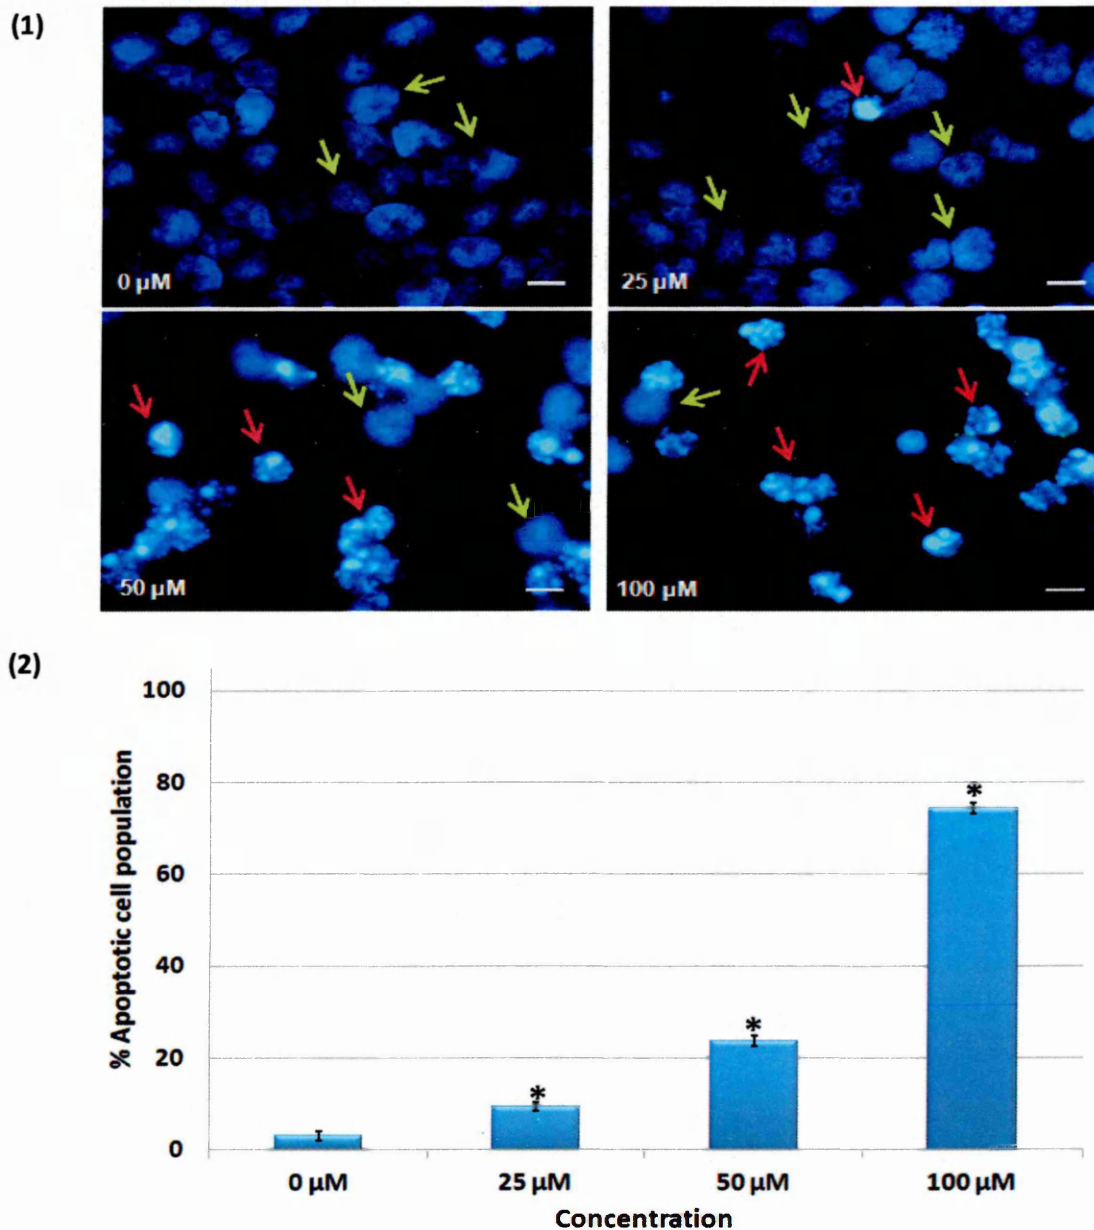 (1)
0 µM
25 µM
50 µM
100 µM
(2)
% Apoptotic cell population
100
80
60
40
20
0
*
*
*
0 µM
25 µM
50 µM
100 µM
Concentration